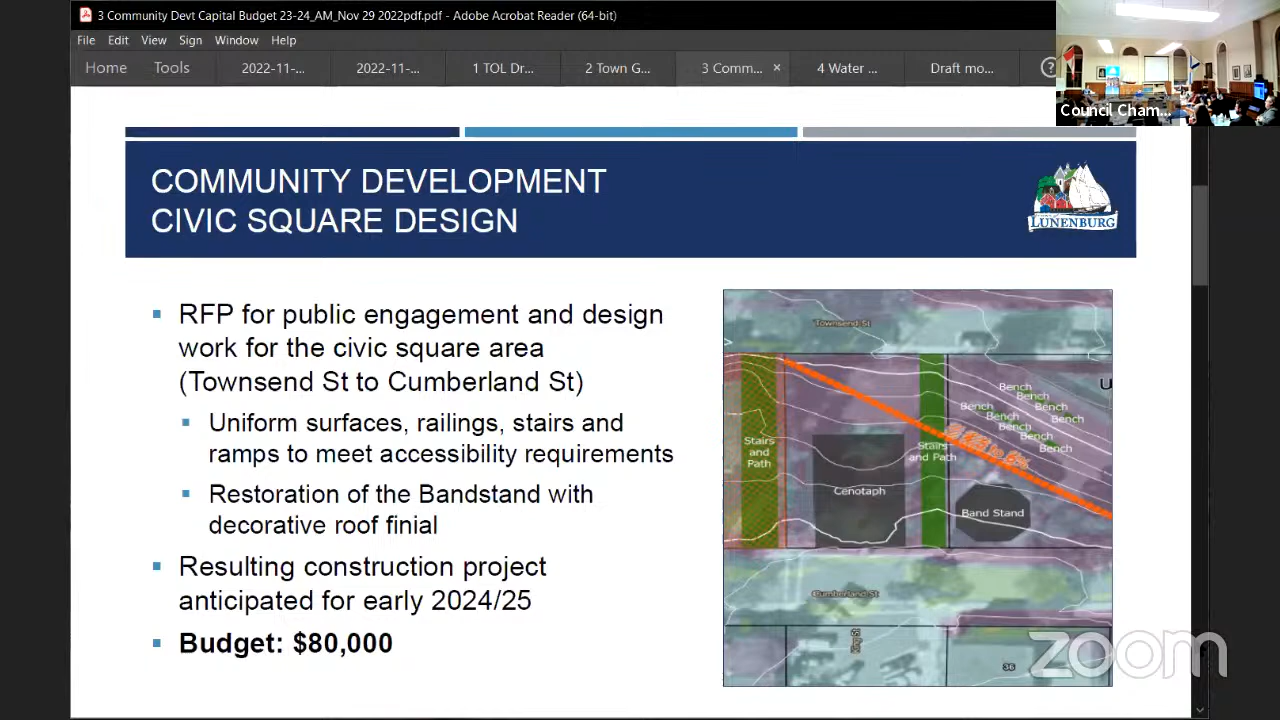 3 Community Devt Capital Budget 23-24_AM_Nov 29 2022pdf.pdf - Adobe Acrobat Reader (64-bit)
File Edit View Sign Window Help
Home Tools 2022-11-... 2022-11-... 1 TOL Dr... 2 Town G... 3 Comm... × 4 Water ... Draft mo... ?
Council Cham...
COMMUNITY DEVELOPMENT
CIVIC SQUARE DESIGN
LUNENBURG
RFP for public engagement and design
work for the civic square area
(Townsend St to Cumberland St)
Uniform surfaces, railings, stairs and
ramps to meet accessibility requirements
Restoration of the Bandstand with
decorative roof finial
Resulting construction project
anticipated for early 2024/25
Budget: $80,000
Townsend St
Bench
Bench
Bench
Bench
Bench
Bench
Bench
Bench
Bench
Stairs
and
Path
Stairs
and Path
Cenotaph
Band Stand
Cumberland St
36
zoom